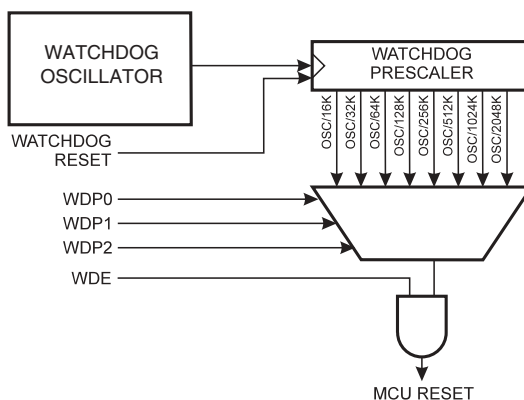 WATCHDOG
OSCILLATOR
WATCHDOG
PRESCALER
WATCHDOG
RESET
OSC/16K
OSC/32K
OSC/64K
OSC/128K
OSC/256K
OSC/512K
OSC/1024K
OSC/2048K
WDP0
WDP1
WDP2
WDE
MCU RESET